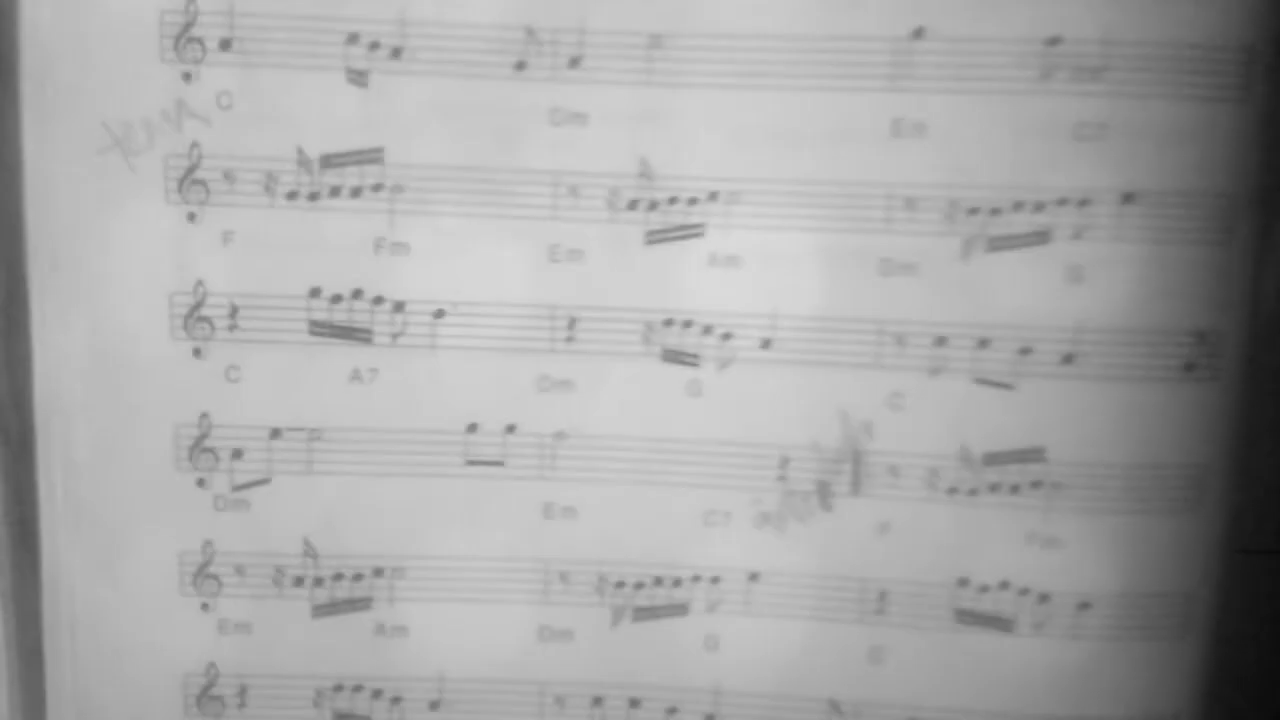 C Dm Em C7
F Fm Em Am Dm G
C A7 Dm G C
Dm Em C7 F Fm
Em Am Dm G